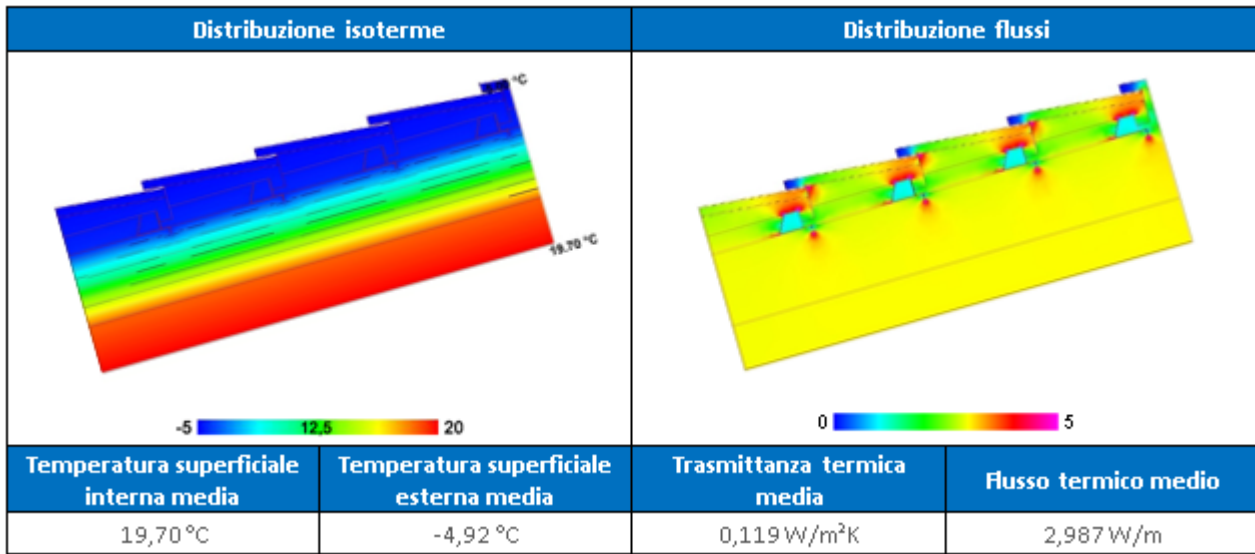 Distribuzione isoterme
Distribuzione flussi
°C
19.70 °C
-5 12,5 20
0 5
Temperatura superficiale interna media
Temperatura superficiale esterna media
Trasmittanza termica media
Flusso termico medio
19,70 °C
-4,92 °C
0,119 W/m²K
2,987 W/m